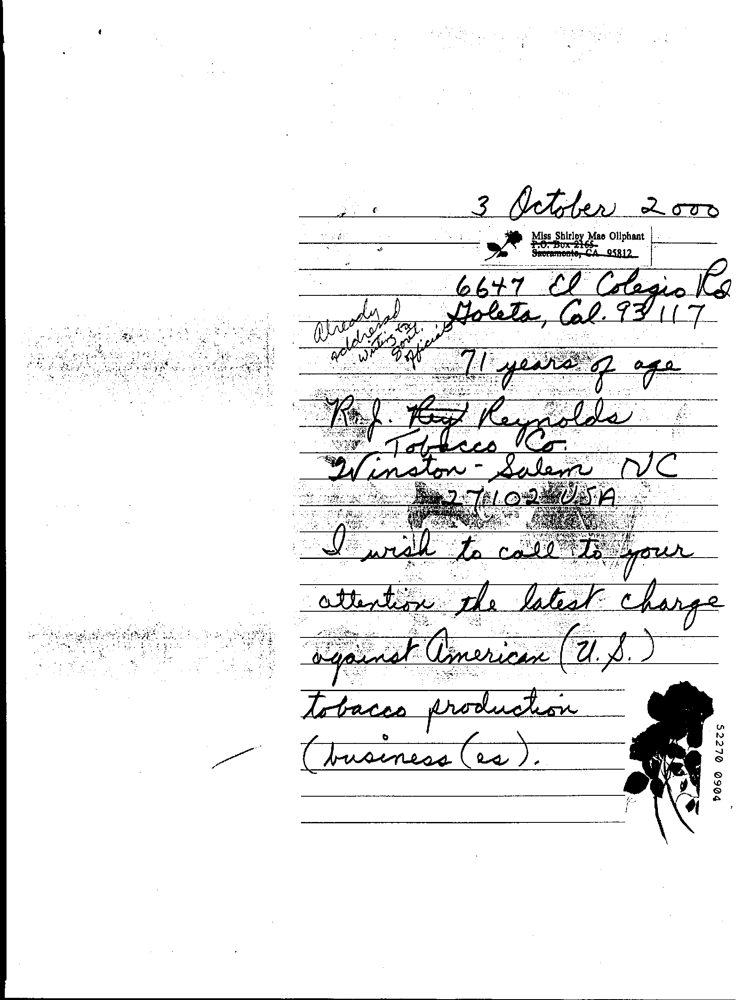 3 October 2000
Miss Shirley Mae Oliphant
P.O. Box 2165
Sacramento, CA 95812
6647 El Colegio Rd
Goleta, Cal. 93117
Already
addressed
Writing to
Govt.
Officials
71 years of age
R. J. Rey Reynolds
Tobacco Co.
Winston-Salem NC
27102 USA
I wish to call to your
attention the latest charge
against American (U.S.)
tobacco production
(business(es).
52270 0904